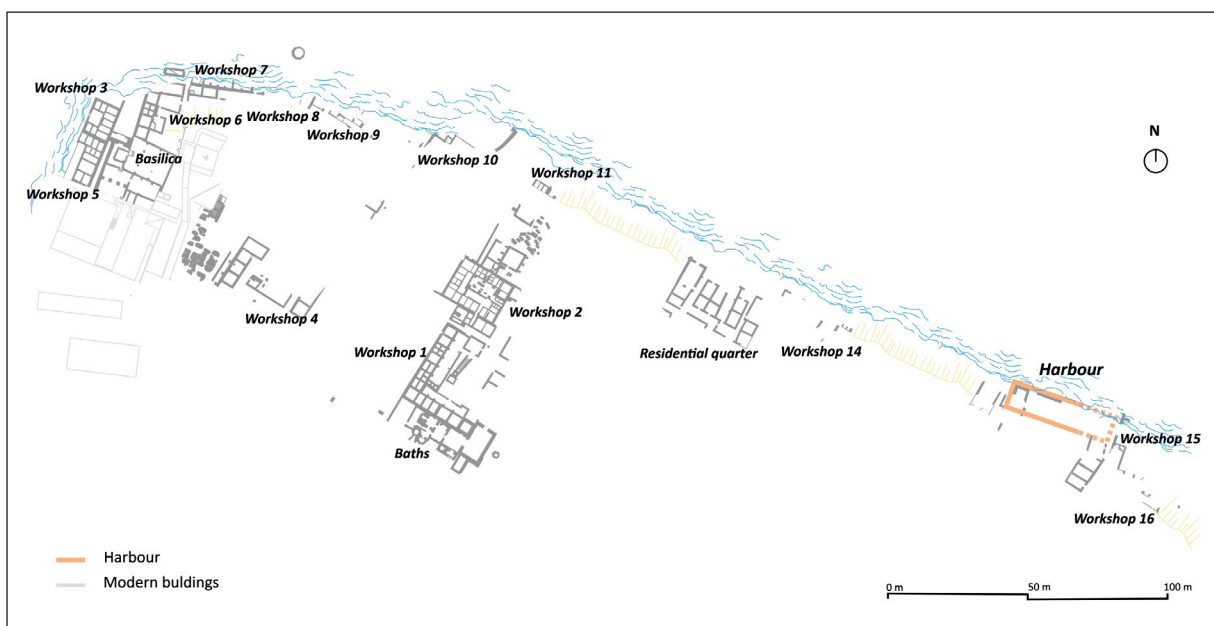 Workshop 7
Workshop 3
Workshop 8
Workshop 6
Workshop 9
N
Basilica
Workshop 10
Workshop 11
Workshop 5
Workshop 2
Workshop 4
Workshop 1
Residential quarter
Workshop 14
Harbour
Workshop 15
Baths
Workshop 16
Harbour
Modern buldings
0 m 50 m 100 m